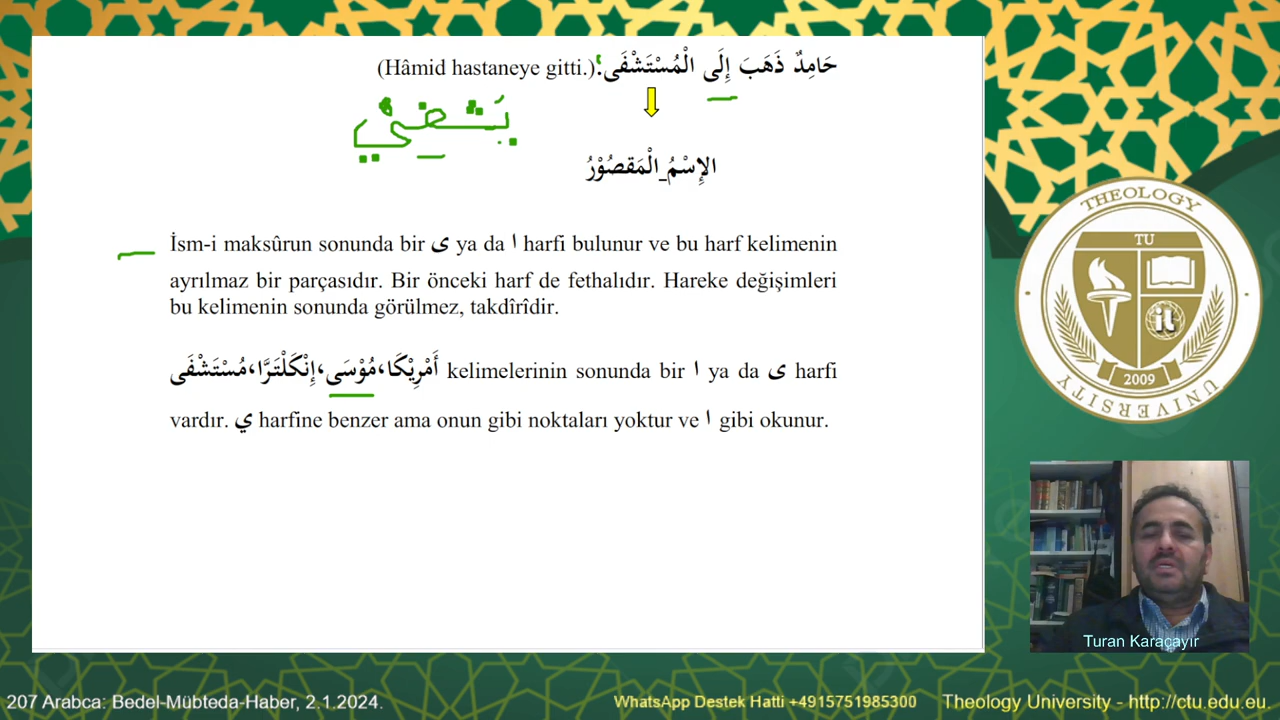 حَامِدٌ ذَهَبَ إِلَى الْمُسْتَشْفَى: (Hâmid hastaneye gitti.)
يَشْفِي
الإِسْمُ الْمَقصُوْرُ
İsm-i maksûrun sonunda bir ى ya da ا harfi bulunur ve bu harf kelimenin
ayrılmaz bir parçasıdır. Bir önceki harf de fethalıdır. Hareke değişimleri
bu kelimenin sonunda görülmez, takdîrîdir.
أَمْرِيْكَا، مُوْسَى، إِنْكَلْتَرَّا، مُسْتَشْفَى kelimelerinin sonunda bir ا ya da ى harfi
vardır. ي harfine benzer ama onun gibi noktaları yoktur ve ا gibi okunur.
THEOLOGY
TU
2009
UNIVERSITY
Turan Karaçayır
207 Arabca: Bedel-Mübteda-Haber, 2.1.2024.
WhatsApp Destek Hatti +4915751985300
Theology University - http://ctu.edu.eu.